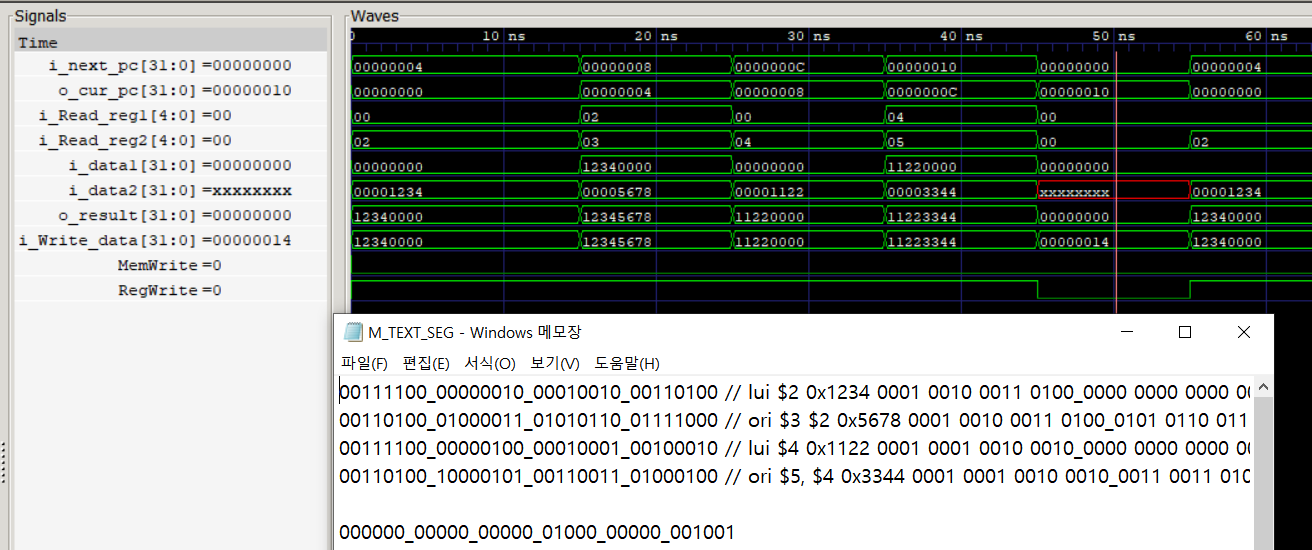 Signals
Waves
Time
0 10 ns 20 ns 30 ns 40 ns 50 ns 60 ns
i_next_pc[31:0] =00000000 00000004 00000008 0000000C 00000010 00000000 00000004
o_cur_pc[31:0] =00000010 00000000 00000004 00000008 0000000C 00000010 00000000
i_Read_reg1[4:0] =00 00 02 00 04 00
i_Read_reg2[4:0] =00 02 03 04 05 00 02
i_data1[31:0] =00000000 00000000 12340000 00000000 11220000 00000000
i_data2[31:0] =xxxxxxxx 00001234 00005678 00001122 00003344 xxxxxxxx 00001234
o_result[31:0] =00000000 12340000 12345678 11220000 11223344 00000000 12340000
i_Write_data[31:0] =00000014 12340000 12345678 11220000 11223344 00000014 12340000
MemWrite =0
RegWrite =0
M_TEXT_SEG - Windows 메모장
파일(F) 편집(E) 서식(O) 보기(V) 도움말(H)
00111100_00000010_00010010_00110100 // lui $2 0x1234 0001 0010 0011 0100_0000 0000 0000 00
00110100_01000011_01010110_01111000 // ori $3 $2 0x5678 0001 0010 0011 0100_0101 0110 011
00111100_00000100_00010001_00100010 // lui $4 0x1122 0001 0001 0010 0010_0000 0000 0000 00
00110100_10000101_00110011_01000100 // ori $5, $4 0x3344 0001 0001 0010 0010_0011 0011 010
000000_00000_00000_01000_00000_001001